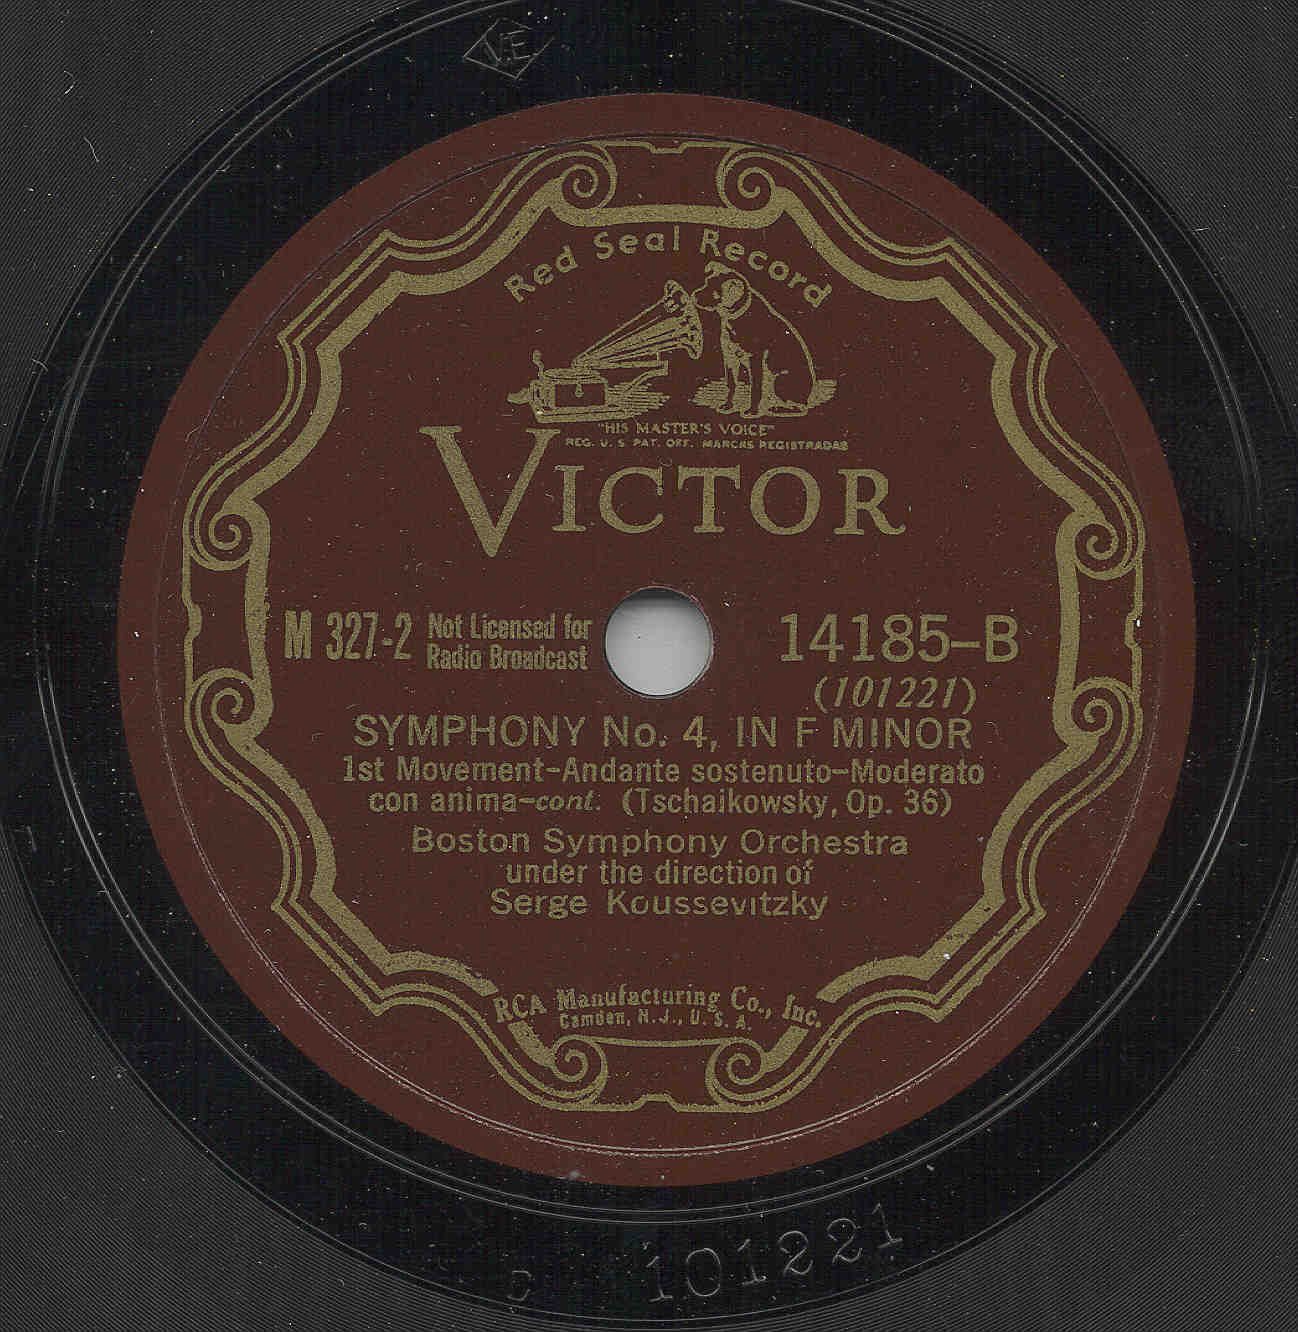 V.E.
Red Seal Record
"HIS MASTER'S VOICE"
REG. U. S. PAT. OFF. MARCAS REGISTRADAS
VICTOR
M 327-2 Not Licensed for
Radio Broadcast
14185-B
(101221)
SYMPHONY No. 4, IN F MINOR
1st Movement-Andante sostenuto-Moderato
con anima-cont. (Tschaikowsky, Op. 36)
Boston Symphony Orchestra
under the direction of
Serge Koussevitzky
RCA Manufacturing Co., Inc.
Camden, N.J., U.S.A.
101221